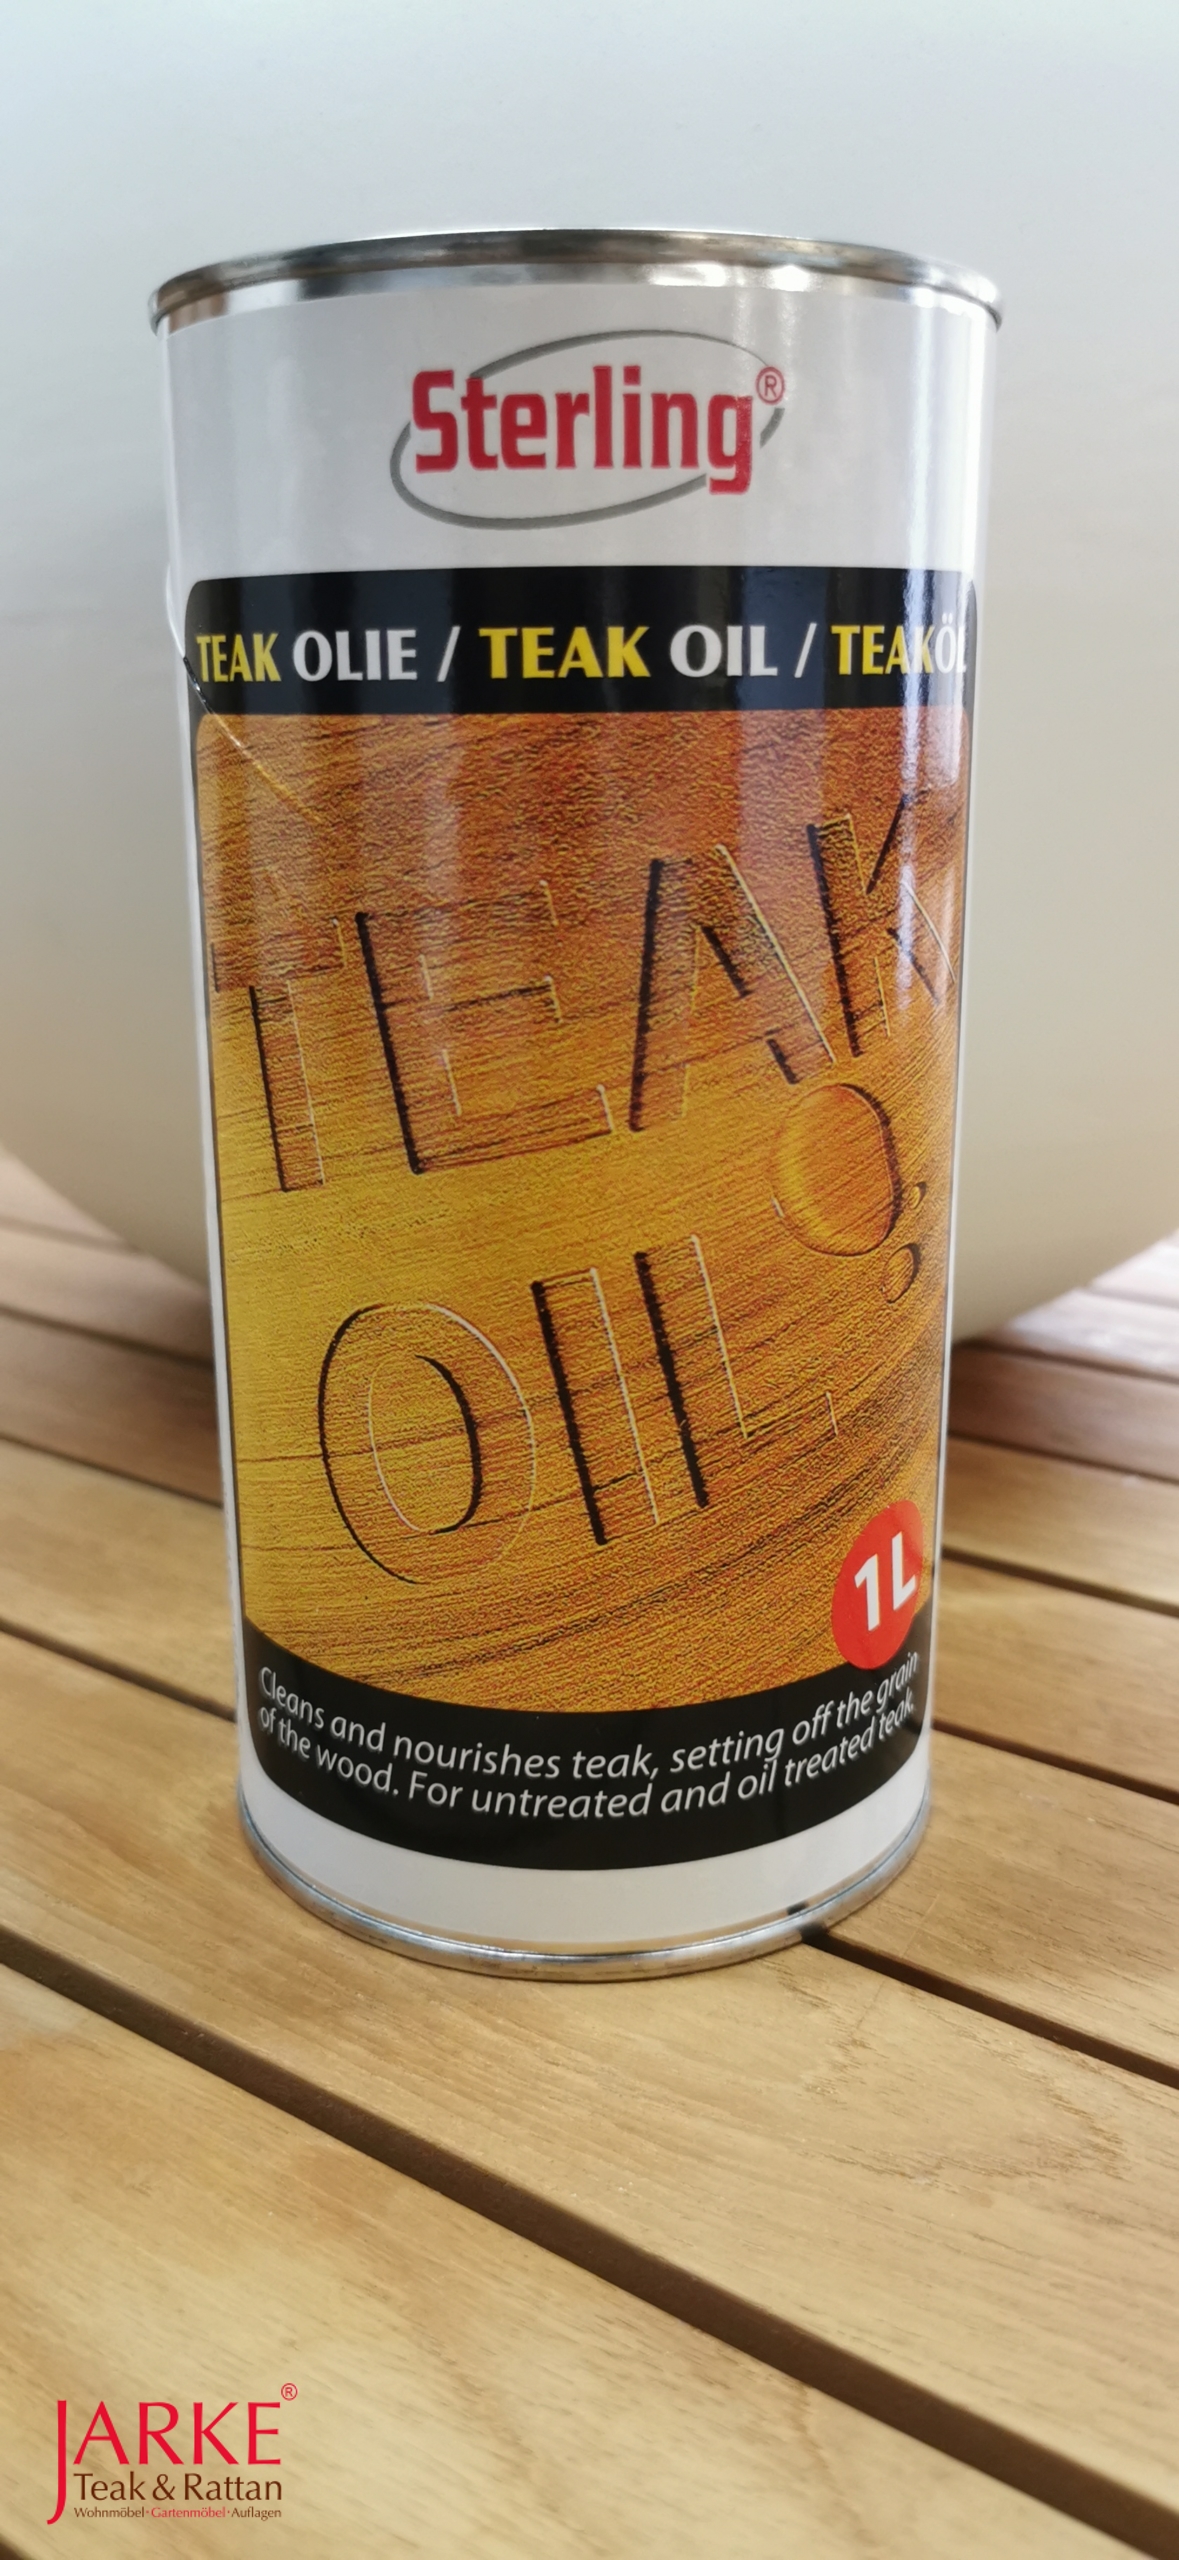 Sterling®
TEAK OLIE / TEAK OIL / TEAKÖL
TEAK
OIL
1L
Cleans and nourishes teak, setting off the grain
of the wood. For untreated and oil treated teak.
JARKE®
Teak & Rattan
Wohnmöbel · Gartenmöbel · Auflagen